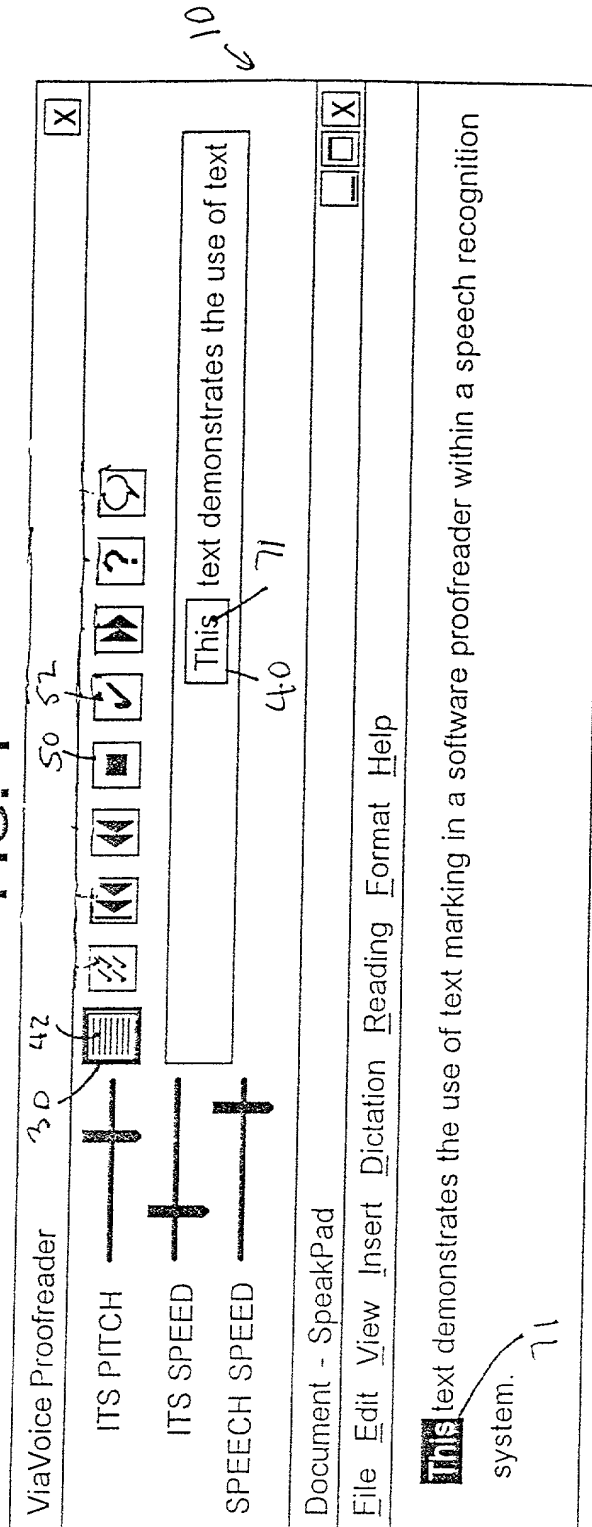 ViaVoice Proofreader
X
10
30 42 50 52
?
ITS PITCH
ITS SPEED
SPEECH SPEED
This text demonstrates the use of text
40 71
Document - SpeakPad
X
File Edit View Insert Dictation Reading Format Help
This text demonstrates the use of text marking in a software proofreader within a speech recognition
system.
71